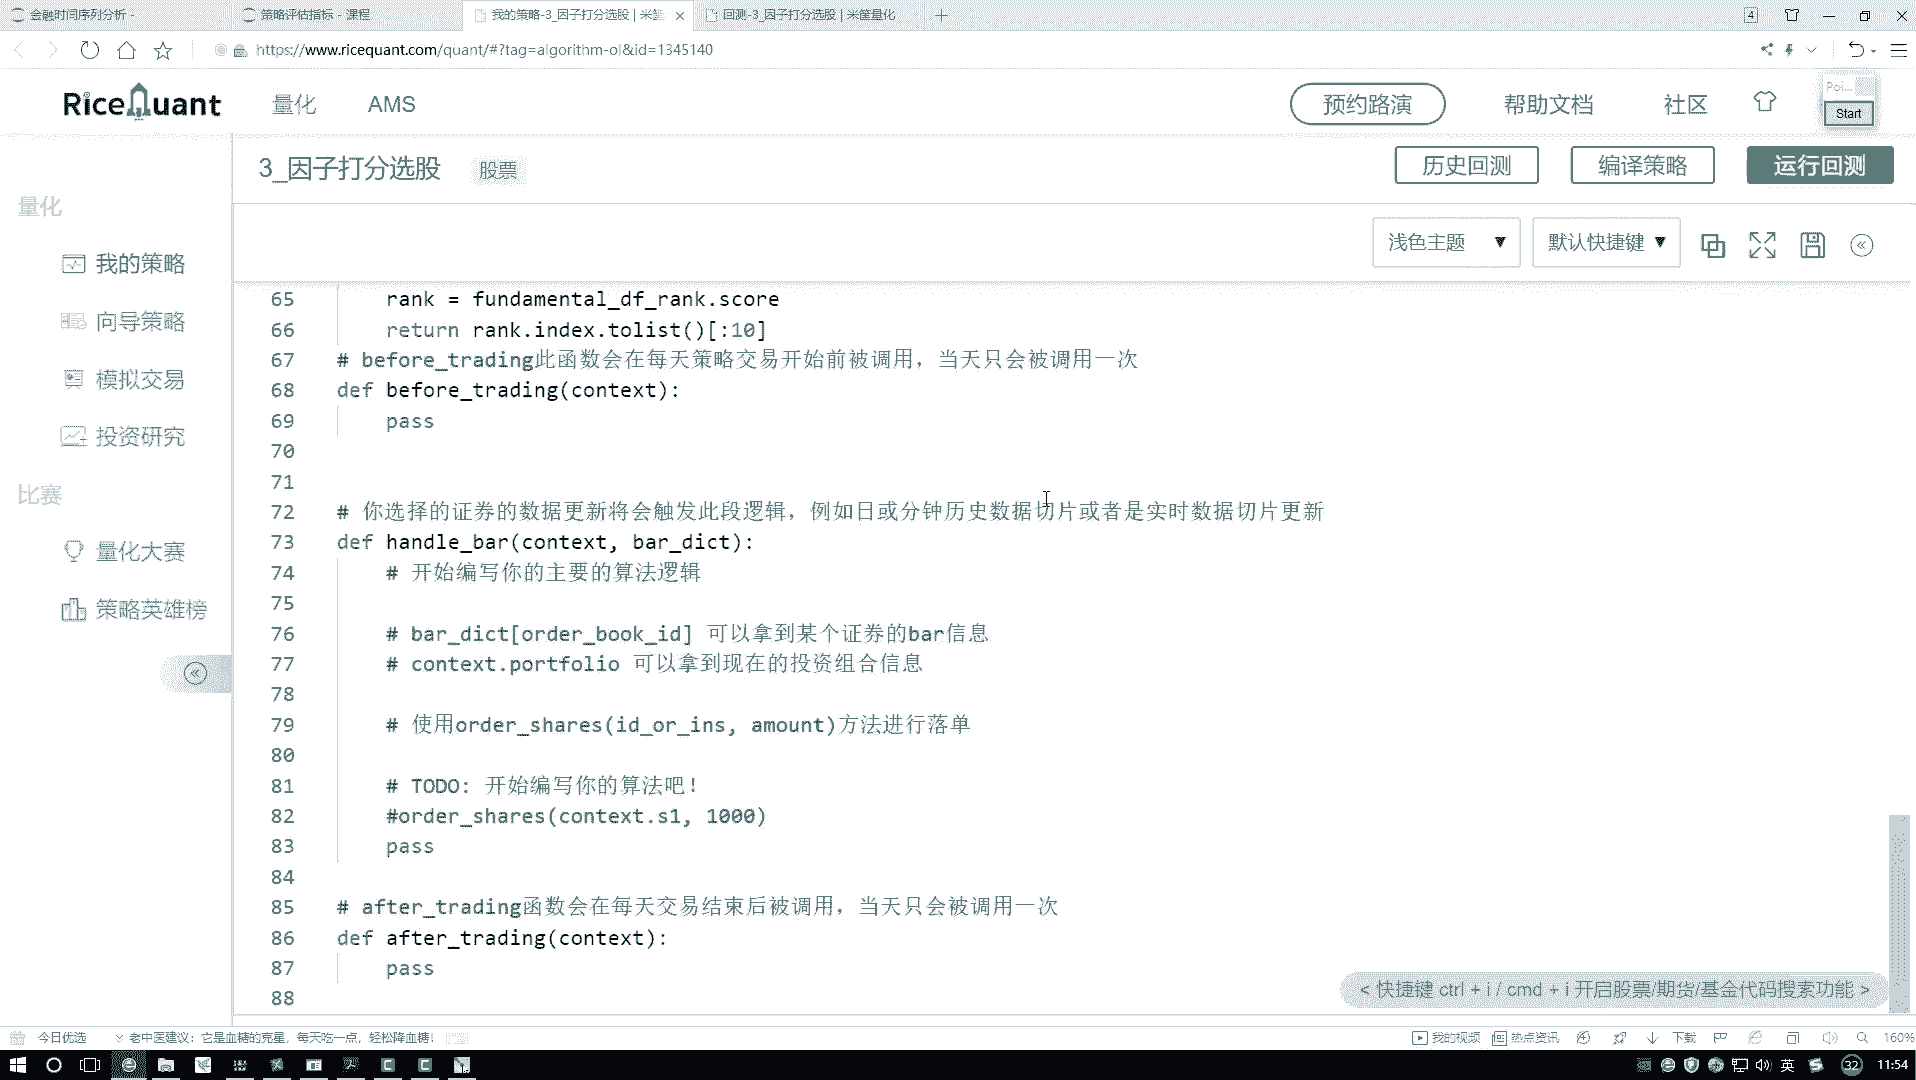 金融时间序列分析 -
策略评估指标 - 课程
我的策略-3_因子打分选股 | 米筐
回测-3_因子打分选股 | 米筐量化
4
https://www.ricequant.com/quant/#?tag=algorithm-ol&id=1345140
RiceQuant
量化
AMS
预约路演
帮助文档
社区
Poi...
Start
3_因子打分选股
股票
历史回测
编译策略
运行回测
量化
我的策略
向导策略
模拟交易
投资研究
比赛
量化大赛
策略英雄榜
浅色主题 ▼
默认快捷键 ▼
65 rank = fundamental_df_rank.score
66 return rank.index.tolist()[:10]
67 # before_trading此函数会在每天策略交易开始前被调用，当天只会被调用一次
68 def before_trading(context):
69 pass
70
71
72 # 你选择的证券的数据更新将会触发此段逻辑，例如日或分钟历史数据切片或者是实时数据切片更新
73 def handle_bar(context, bar_dict):
74 # 开始编写你的主要的算法逻辑
75
76 # bar_dict[order_book_id] 可以拿到某个证券的bar信息
77 # context.portfolio 可以拿到现在的投资组合信息
78
79 # 使用order_shares(id_or_ins, amount)方法进行落单
80
81 # TODO: 开始编写你的算法吧！
82 #order_shares(context.s1, 1000)
83 pass
84
85 # after_trading函数会在每天交易结束后被调用，当天只会被调用一次
86 def after_trading(context):
87 pass
88
< 快捷键 ctrl + i / cmd + i 开启股票/期货/基金代码搜索功能 >
今日优选
老中医建议：它是血糖的克星，每天吃一点，轻松降血糖！
我的视频
热点资讯
下载
160%
英
32
11:54